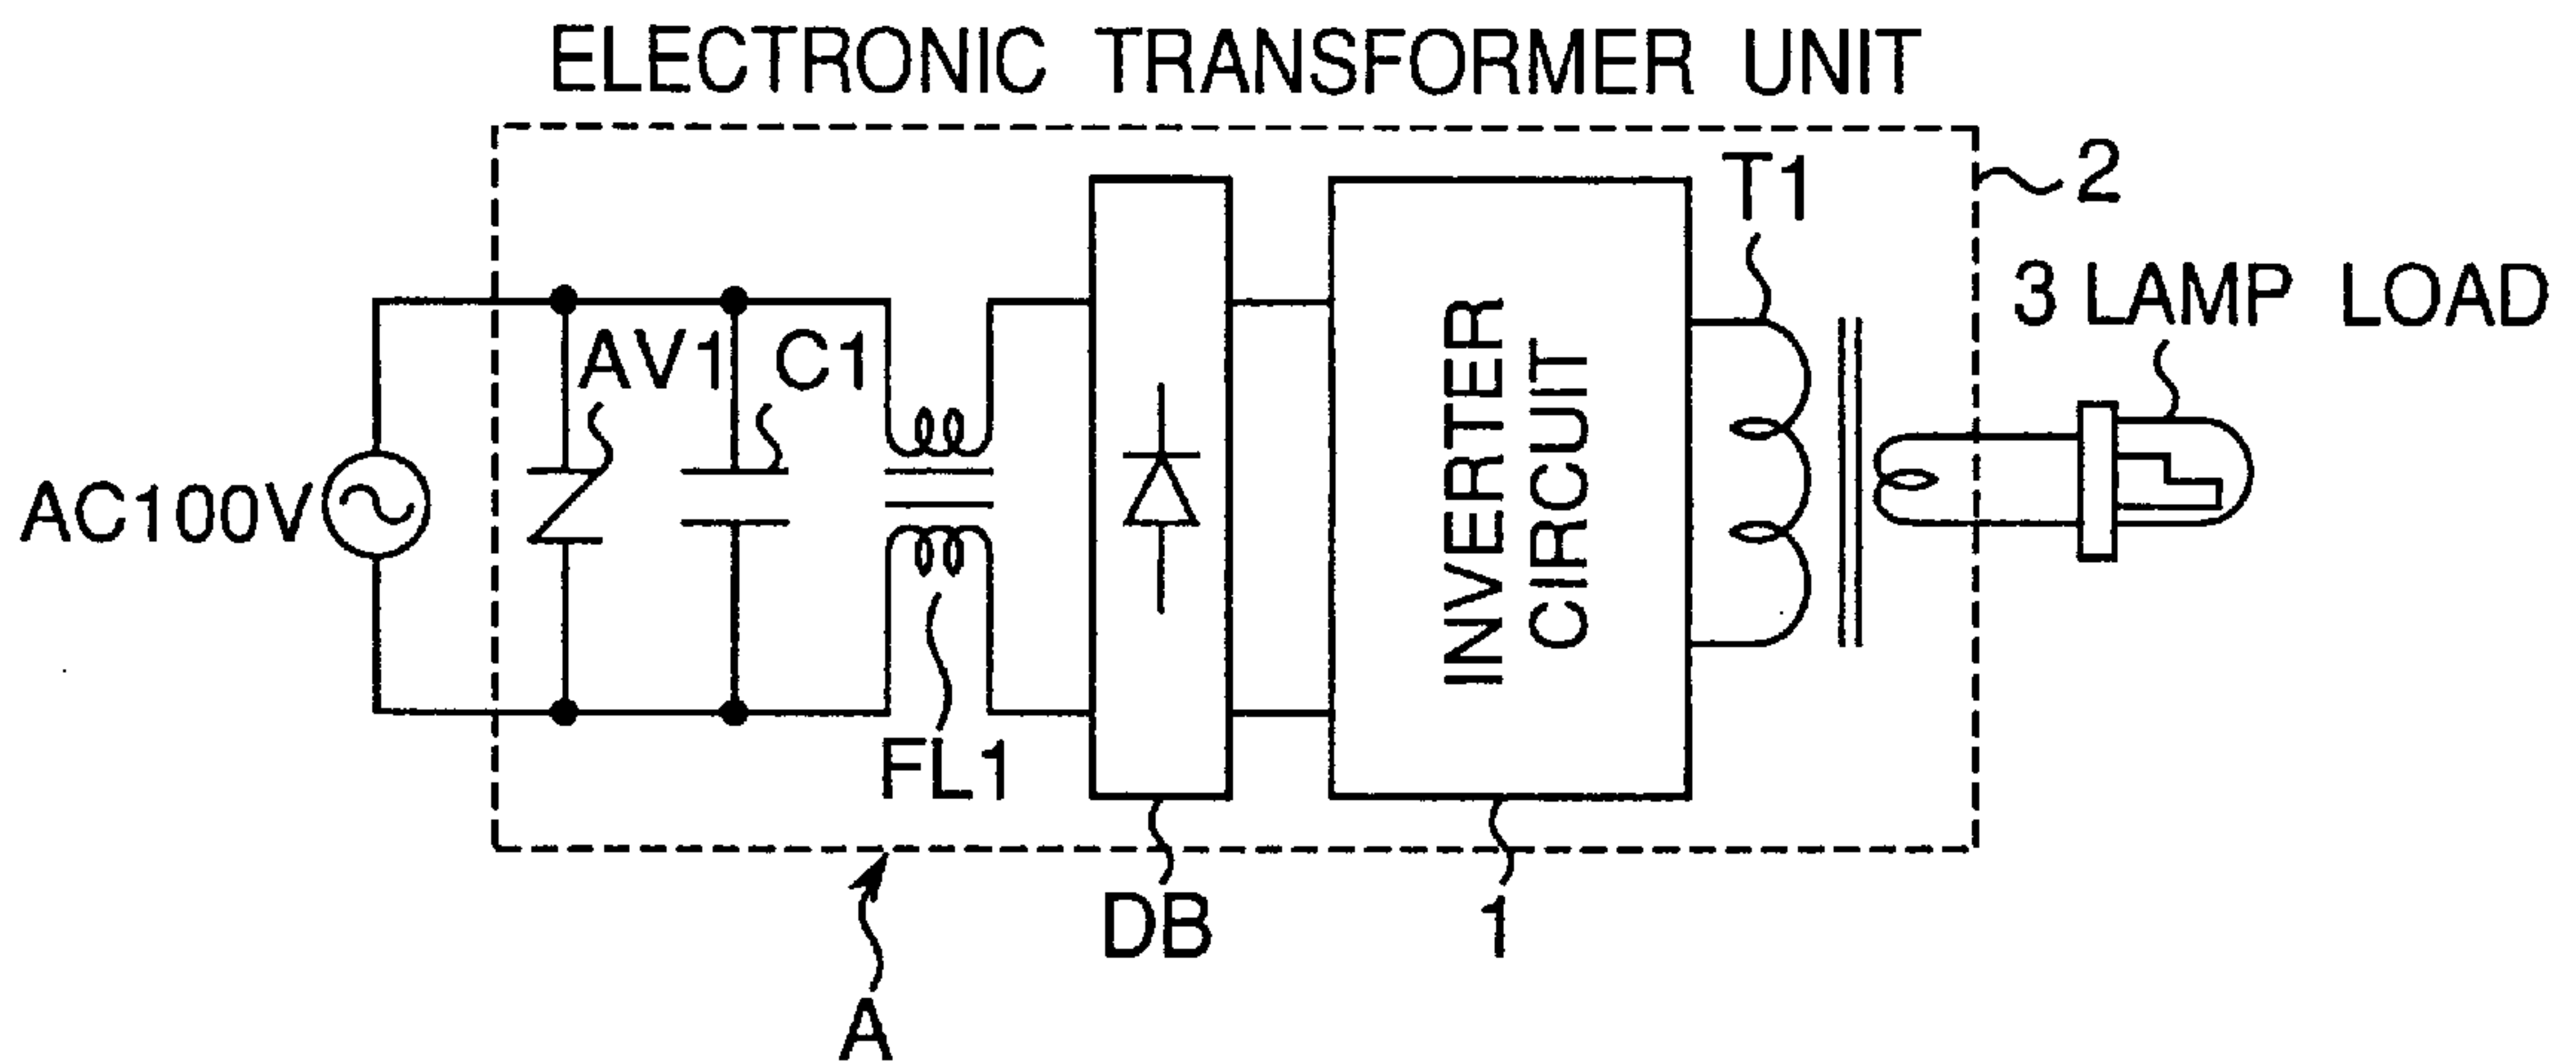 ELECTRONIC TRANSFORMER UNIT
T1
2
3 LAMP LOAD
AV1
C1
AC100V
INVERTER
CIRCUIT
FL1
DB
1
A